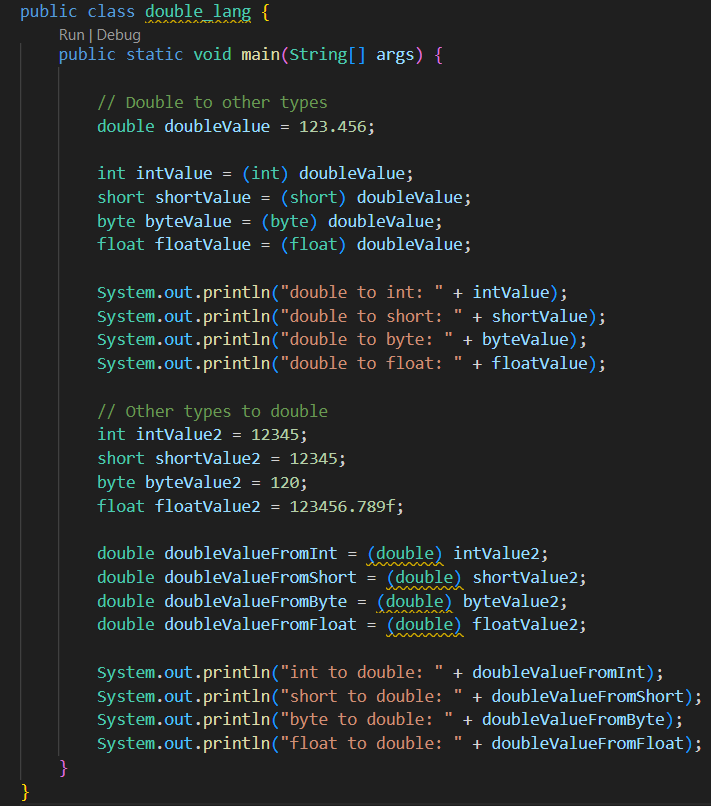 public class double_lang {
Run | Debug
public static void main(String[] args) {
// Double to other types
double doubleValue = 123.456;
int intValue = (int) doubleValue;
short shortValue = (short) doubleValue;
byte byteValue = (byte) doubleValue;
float floatValue = (float) doubleValue;
System.out.println("double to int: " + intValue);
System.out.println("double to short: " + shortValue);
System.out.println("double to byte: " + byteValue);
System.out.println("double to float: " + floatValue);
// Other types to double
int intValue2 = 12345;
short shortValue2 = 12345;
byte byteValue2 = 120;
float floatValue2 = 123456.789f;
double doubleValueFromInt = (double) intValue2;
double doubleValueFromShort = (double) shortValue2;
double doubleValueFromByte = (double) byteValue2;
double doubleValueFromFloat = (double) floatValue2;
System.out.println("int to double: " + doubleValueFromInt);
System.out.println("short to double: " + doubleValueFromShort);
System.out.println("byte to double: " + doubleValueFromByte);
System.out.println("float to double: " + doubleValueFromFloat);
}
}